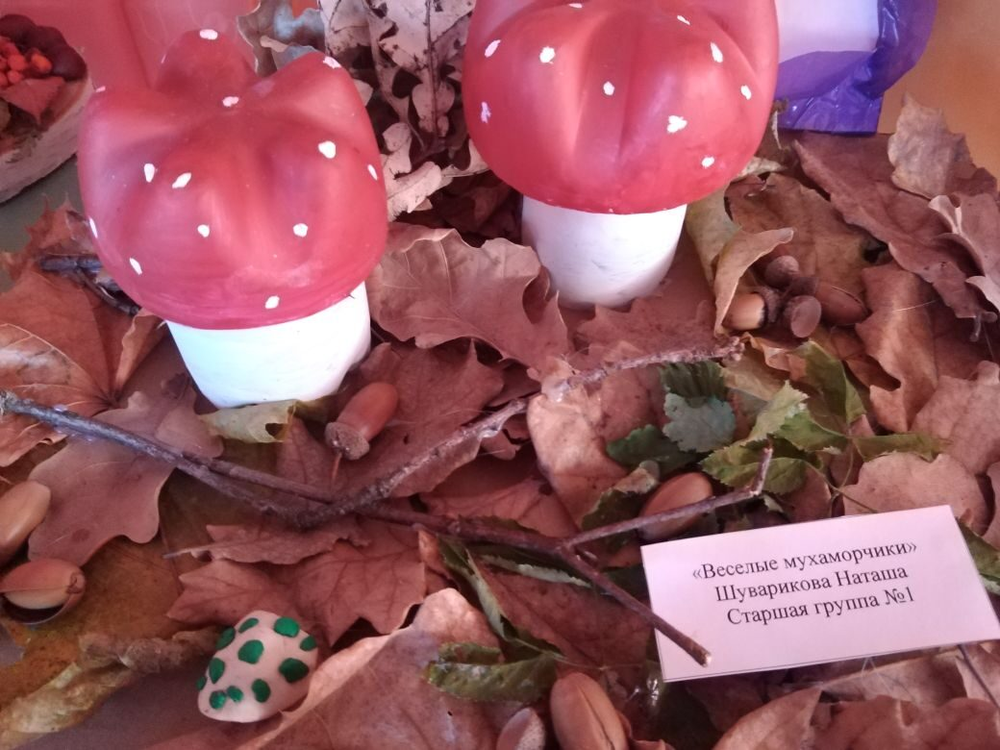 «Веселые мухаморчики»
Шуварикова Наташа
Старшая группа №1